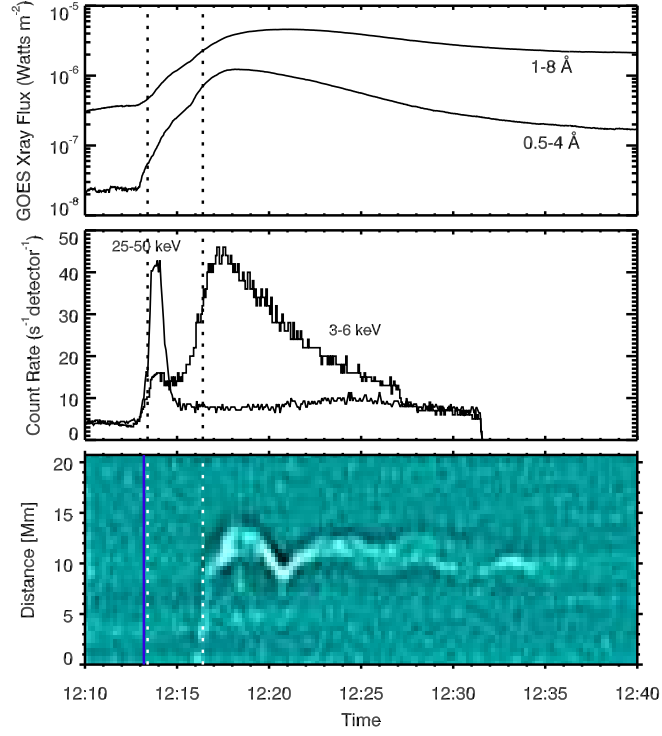 GOES Xray Flux (Watts m⁻²)
10⁻⁵
10⁻⁶
10⁻⁷
10⁻⁸
1-8 Å
0.5-4 Å
Count Rate (s⁻¹ detector⁻¹)
50
40
30
20
10
0
25-50 keV
3-6 keV
Distance [Mm]
20
15
10
5
0
12:10 12:15 12:20 12:25 12:30 12:35 12:40
Time